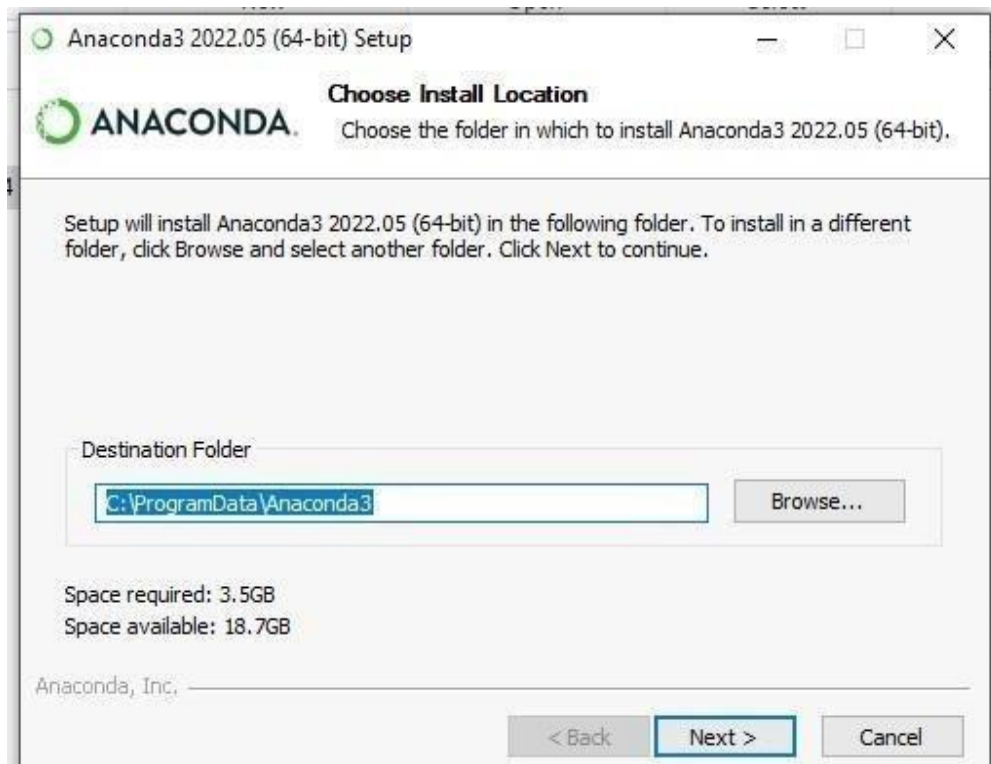 Anaconda3 2022.05 (64-bit) Setup
ANACONDA.
Choose Install Location
Choose the folder in which to install Anaconda3 2022.05 (64-bit).
Setup will install Anaconda3 2022.05 (64-bit) in the following folder. To install in a different
folder, click Browse and select another folder. Click Next to continue.
Destination Folder
C:\ProgramData\Anaconda3
Browse...
Space required: 3.5GB
Space available: 18.7GB
Anaconda, Inc.
< Back
Next >
Cancel